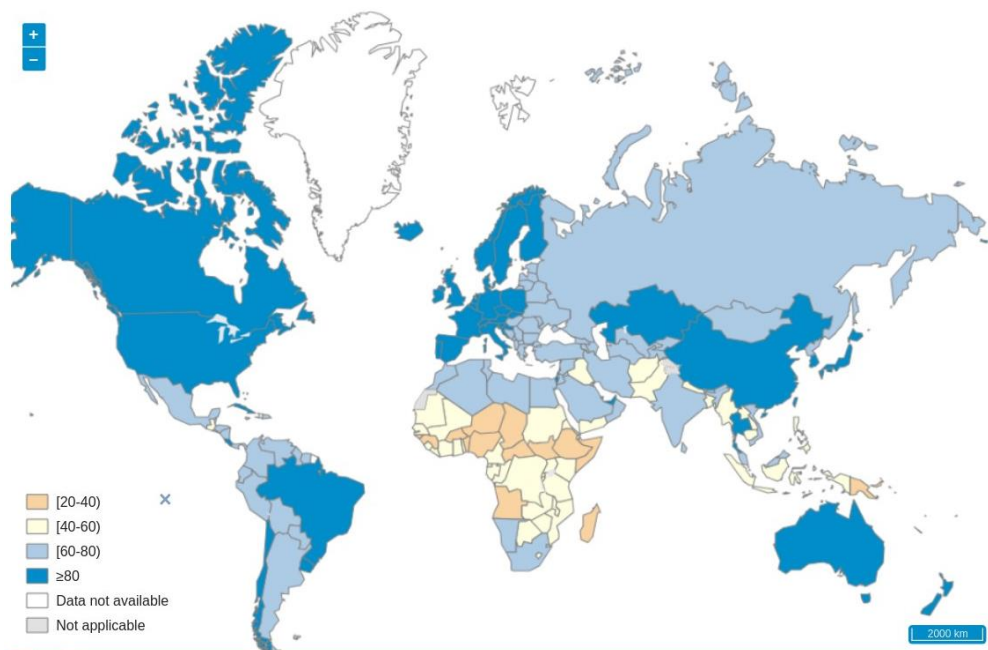 +
−
[20-40)
[40-60)
[60-80)
≥80
Data not available
Not applicable
2000 km